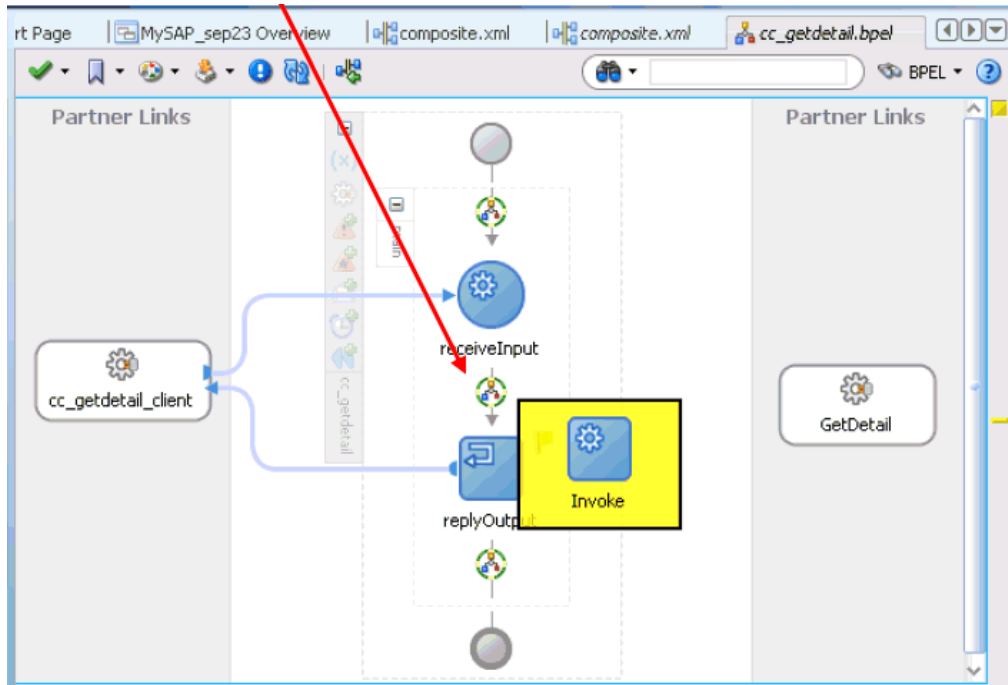 rt Page
MySAP_sep23 Overview
composite.xml
composite.xml
cc_getdetail.bpel
BPEL
Partner Links
Partner Links
(x)
main
receiveInput
cc_getdetail_client
cc_getdetail
GetDetail
Invoke
replyOutput